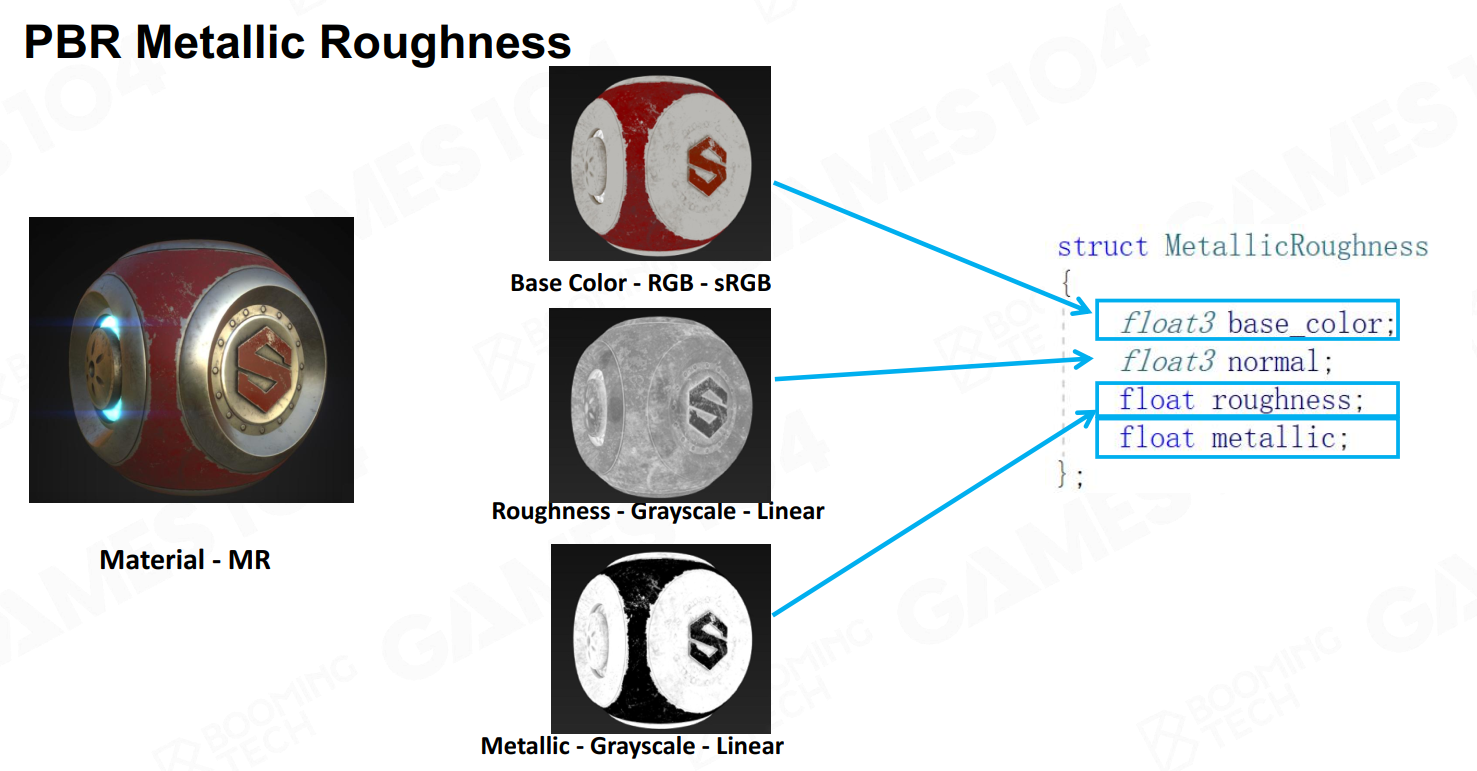 PBR Metallic Roughness
Base Color - RGB - sRGB
Roughness - Grayscale - Linear
Metallic - Grayscale - Linear
Material - MR
struct MetallicRoughness
{
float3 base_color;
float3 normal;
float roughness;
float metallic;
};
GAMES104
BOOMING
TECH